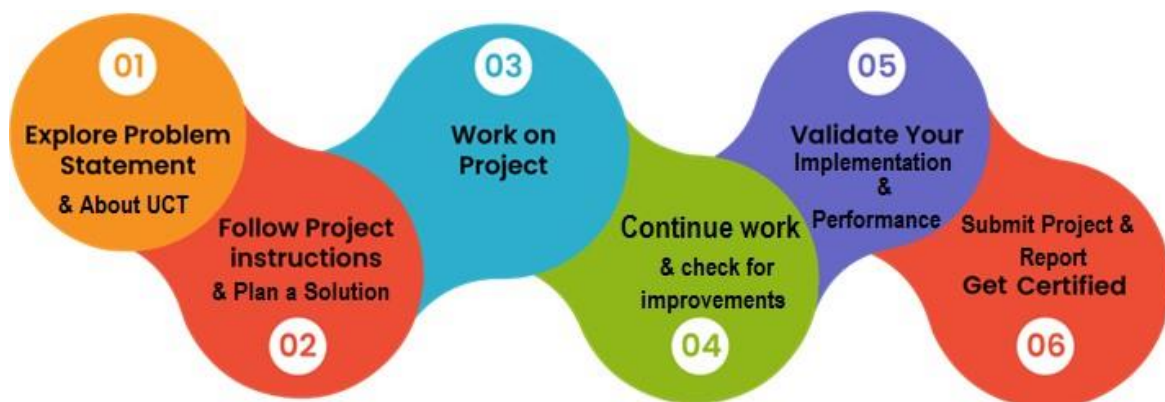 01
Explore Problem
Statement
& About UCT
Follow Project
instructions
& Plan a Solution
02
03
Work on
Project
Continue work
& check for
improvements
04
05
Validate Your
Implementation
&
Performance
Submit Project &
Report
Get Certified
06